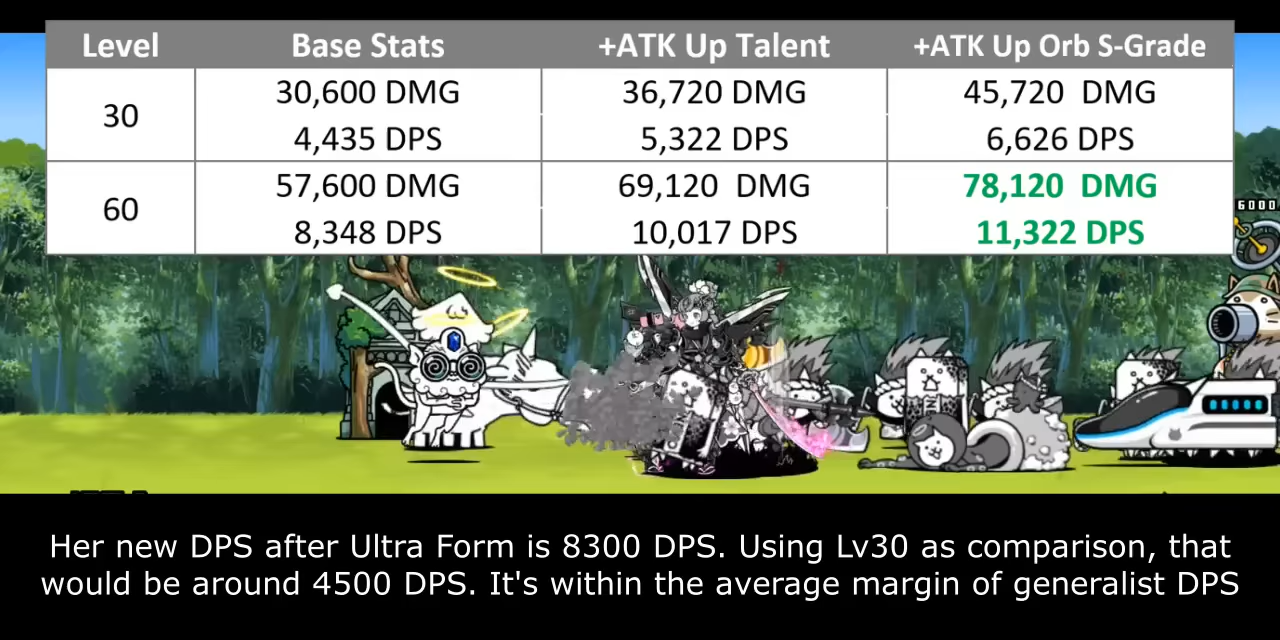 Level Base Stats +ATK Up Talent +ATK Up Orb S-Grade
30 30,600 DMG 36,720 DMG 45,720 DMG
4,435 DPS 5,322 DPS 6,626 DPS
60 57,600 DMG 69,120 DMG 78,120 DMG
8,348 DPS 10,017 DPS 11,322 DPS
6000
Her new DPS after Ultra Form is 8300 DPS. Using Lv30 as comparison, that
would be around 4500 DPS. It's within the average margin of generalist DPS